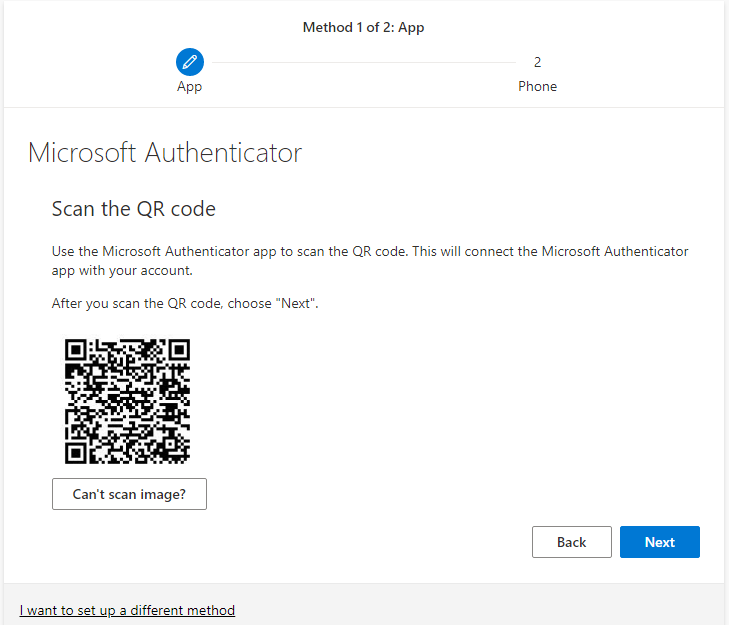 Method 1 of 2: App
2
App
Phone
Microsoft Authenticator
Scan the QR code
Use the Microsoft Authenticator app to scan the QR code. This will connect the Microsoft Authenticator
app with your account.
After you scan the QR code, choose "Next".
Can't scan image?
Back
Next
I want to set up a different method